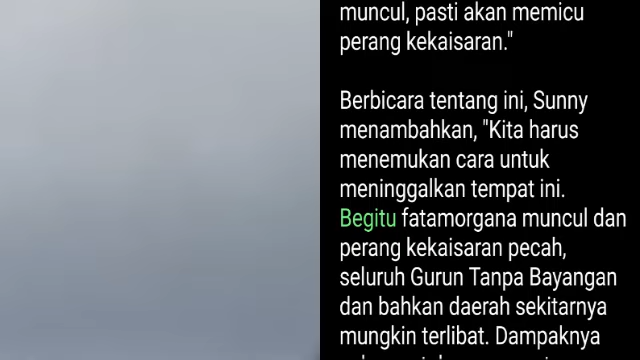 muncul, pasti akan memicu
perang kekaisaran."
Berbicara tentang ini, Sunny
menambahkan, "Kita harus
menemukan cara untuk
meninggalkan tempat ini.
Begitu fatamorgana muncul dan
perang kekaisaran pecah,
seluruh Gurun Tanpa Bayangan
dan bahkan daerah sekitarnya
mungkin terlibat. Dampaknya